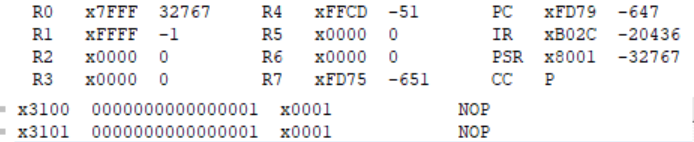 R0 x7FFF 32767 R4 xFFCD -51 PC xFD79 -647
R1 xFFFF -1 R5 x0000 0 IR xB02C -20436
R2 x0000 0 R6 x0000 0 PSR x8001 -32767
R3 x0000 0 R7 xFD75 -651 CC P
x3100 0000000000000001 x0001 NOP
x3101 0000000000000001 x0001 NOP